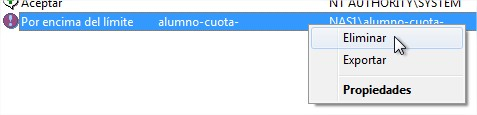 Aceptar NT AUTHORITY\SYSTEM
Por encima del límite alumno-cuota- NAS1\alumno-cuota-
Eliminar
Exportar
Propiedades